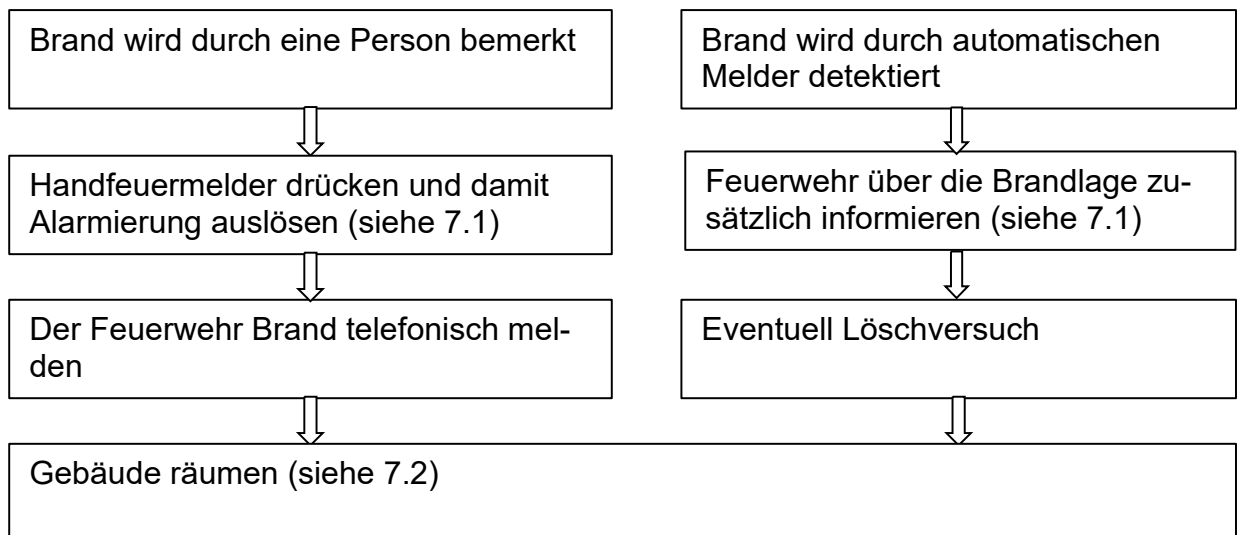 Brand wird durch eine Person bemerkt
Brand wird durch automatischen
Melder detektiert
Handfeuermelder drücken und damit
Alarmierung auslösen (siehe 7.1)
Feuerwehr über die Brandlage zu-
sätzlich informieren (siehe 7.1)
Der Feuerwehr Brand telefonisch mel-
den
Eventuell Löschversuch
Gebäude räumen (siehe 7.2)